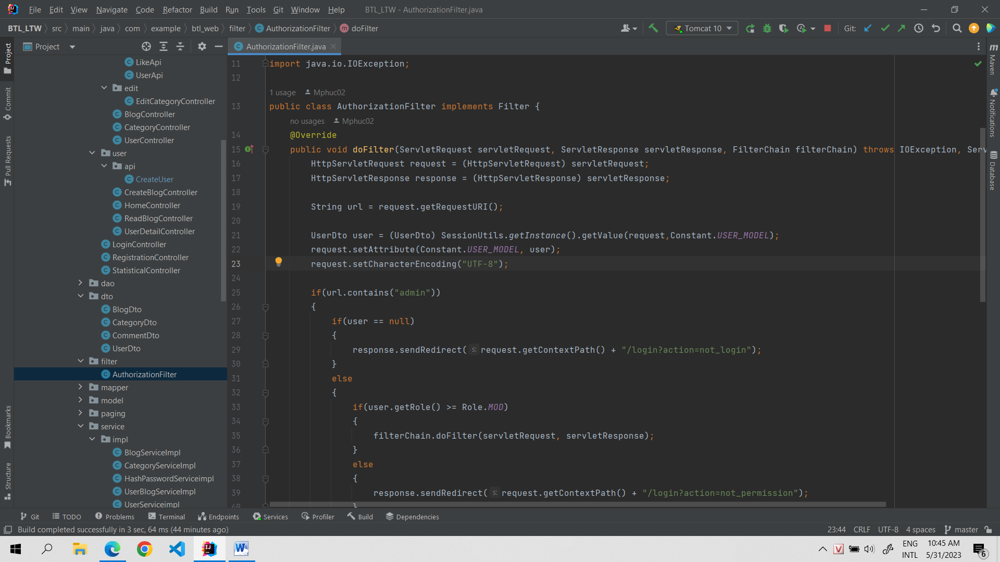 File Edit View Navigate Code Refactor Build Run Tools Git Window Help BTL_LTW - AuthorizationFilter.java
BTL_LTW src main java com example btl_web filter AuthorizationFilter doFilter Tomcat 10 Git:
Project
AuthorizationFilter.java
LikeApi
UserApi
edit
EditCategoryController
BlogController
CategoryController
UserController
user
api
CreateUser
CreateBlogController
HomeController
ReadBlogController
UserDetailController
LoginController
RegistrationController
StatisticalController
dao
dto
BlogDto
CategoryDto
CommentDto
UserDto
filter
AuthorizationFilter
mapper
model
paging
service
impl
BlogServiceImpl
CategoryServiceImpl
HashPasswordServiceimpl
UserBlogServiceImpl
UserServiceimpl
Project
Commit
Pull Requests
Bookmarks
Structure
11 import java.io.IOException;
12
1 usage Mphuc02
13 public class AuthorizationFilter implements Filter {
no usages Mphuc02
14 @Override
15 public void doFilter(ServletRequest servletRequest, ServletResponse servletResponse, FilterChain filterChain) throws IOException, Serv
16 HttpServletRequest request = (HttpServletRequest) servletRequest;
17 HttpServletResponse response = (HttpServletResponse) servletResponse;
18
19 String url = request.getRequestURI();
20
21 UserDto user = (UserDto) SessionUtils.getInstance().getValue(request,Constant.USER_MODEL);
22 request.setAttribute(Constant.USER_MODEL, user);
23 request.setCharacterEncoding("UTF-8");
24
25 if(url.contains("admin"))
26 {
27 if(user == null)
28 {
29 response.sendRedirect( s: request.getContextPath() + "/login?action=not_login");
30 }
31 else
32 {
33 if(user.getRole() >= Role.MOD)
34 {
35 filterChain.doFilter(servletRequest, servletResponse);
36 }
37 else
38 {
39 response.sendRedirect( s: request.getContextPath() + "/login?action=not_permission");
40 }
Maven
Notifications
Database
Git TODO Problems Terminal Endpoints Services Profiler Build Dependencies
Build completed successfully in 3 sec, 64 ms (44 minutes ago) 23:44 CRLF UTF-8 4 spaces master
ENG 10:45 AM
INTL 5/31/2023 6